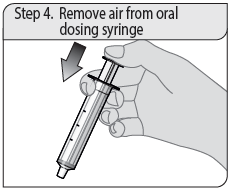 Step 4. Remove air from oral
dosing syringe